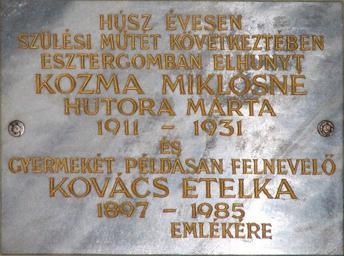 HÚSZ ÉVESEN
SZÜLÉSI MŰTÉT KÖVETKEZTÉBEN
ESZTERGOMBAN ELHUNYT
KOZMA MIKLÓSNÉ
HUTORA MÁRTA
1911 - 1931
ÉS
GYERMEKÉT PÉLDÁSAN FELNEVELŐ
KOVÁCS ETELKA
1897 - 1985
EMLÉKÉRE